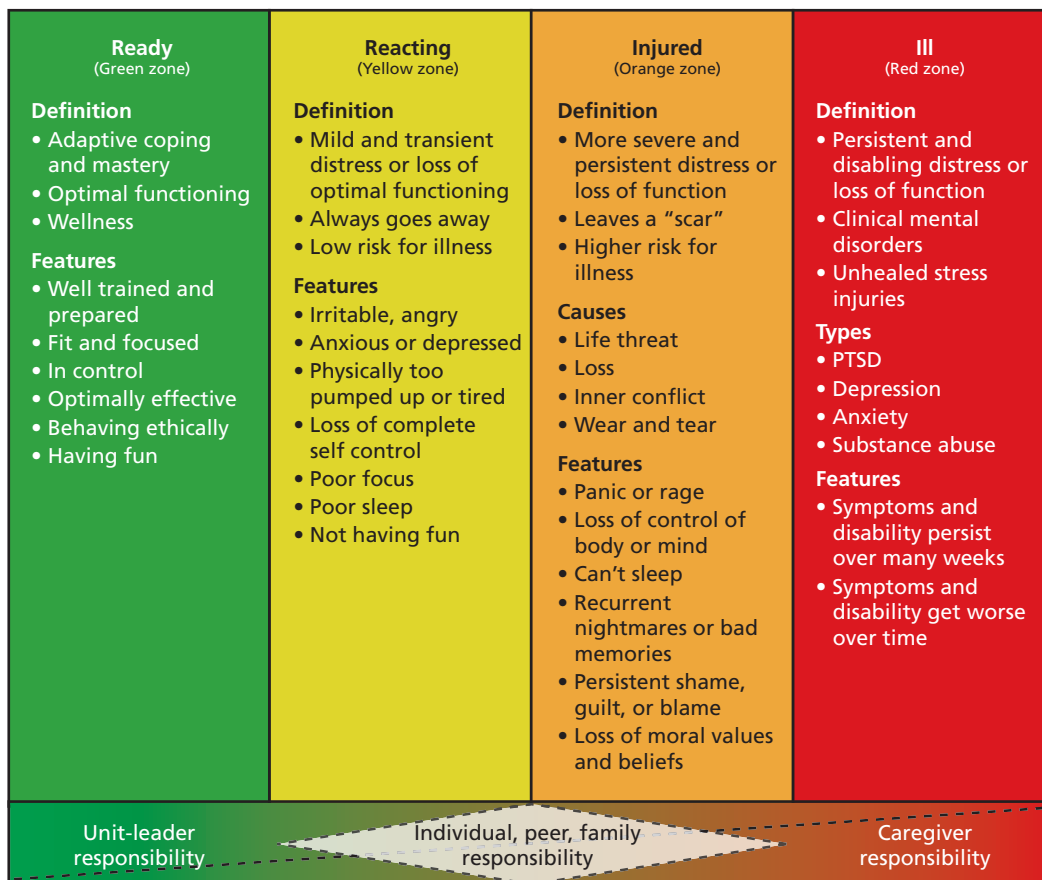 Ready
(Green zone)
Definition
• Adaptive coping
and mastery
• Optimal functioning
• Wellness
Features
• Well trained and
prepared
• Fit and focused
• In control
• Optimally effective
• Behaving ethically
• Having fun
Reacting
(Yellow zone)
Definition
• Mild and transient
distress or loss of
optimal functioning
• Always goes away
• Low risk for illness
Features
• Irritable, angry
• Anxious or depressed
• Physically too
pumped up or tired
• Loss of complete
self control
• Poor focus
• Poor sleep
• Not having fun
Injured
(Orange zone)
Definition
• More severe and
persistent distress or
loss of function
• Leaves a “scar”
• Higher risk for
illness
Causes
• Life threat
• Loss
• Inner conflict
• Wear and tear
Features
• Panic or rage
• Loss of control of
body or mind
• Can’t sleep
• Recurrent
nightmares or bad
memories
• Persistent shame,
guilt, or blame
• Loss of moral values
and beliefs
Ill
(Red zone)
Definition
• Persistent and
disabling distress or
loss of function
• Clinical mental
disorders
• Unhealed stress
injuries
Types
• PTSD
• Depression
• Anxiety
• Substance abuse
Features
• Symptoms and
disability persist
over many weeks
• Symptoms and
disability get worse
over time
Unit-leader
responsibility
Individual, peer, family
responsibility
Caregiver
responsibility